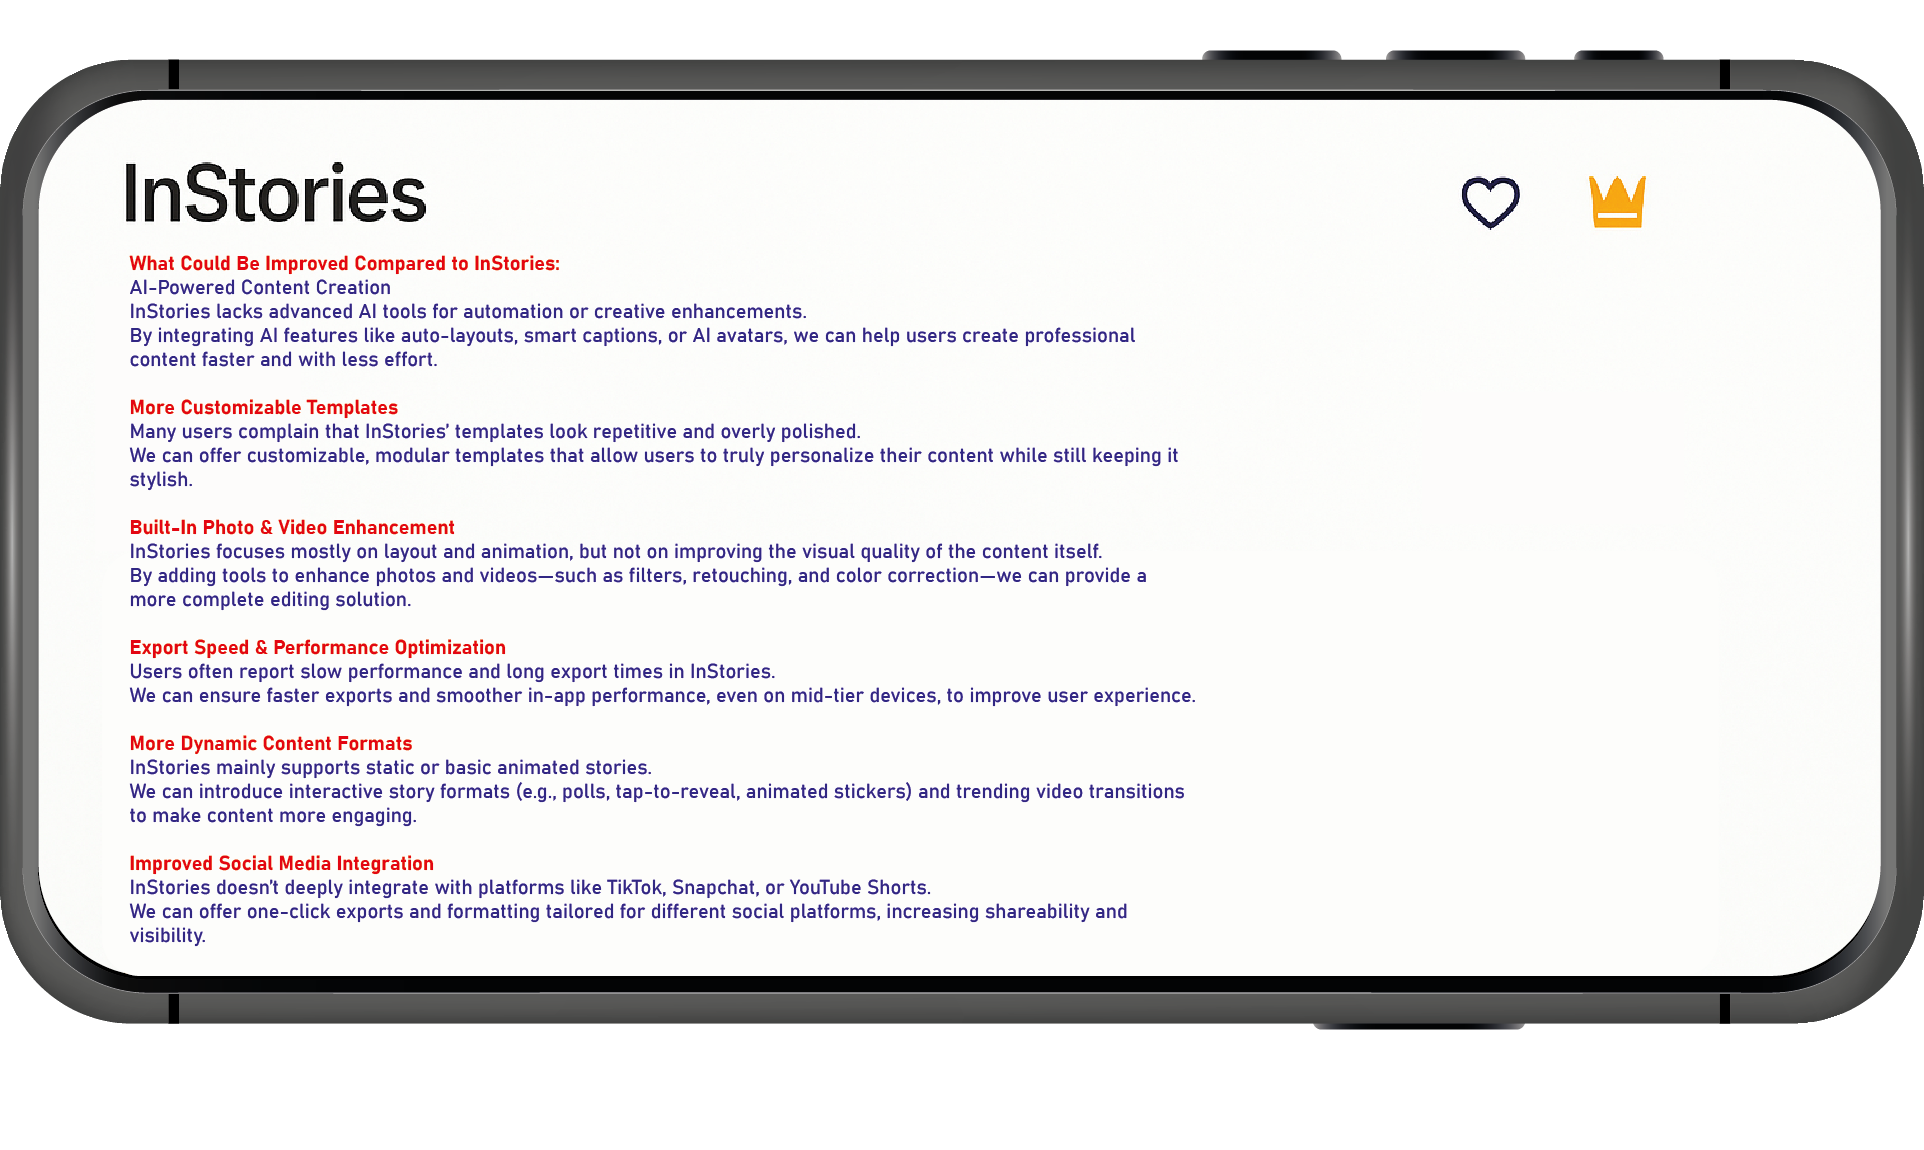 InStories
What Could Be Improved Compared to InStories:
AI-Powered Content Creation
InStories lacks advanced AI tools for automation or creative enhancements.
By integrating AI features like auto-layouts, smart captions, or AI avatars, we can help users create professional
content faster and with less effort.
More Customizable Templates
Many users complain that InStories’ templates look repetitive and overly polished.
We can offer customizable, modular templates that allow users to truly personalize their content while still keeping it
stylish.
Built-In Photo & Video Enhancement
InStories focuses mostly on layout and animation, but not on improving the visual quality of the content itself.
By adding tools to enhance photos and videos—such as filters, retouching, and color correction—we can provide a
more complete editing solution.
Export Speed & Performance Optimization
Users often report slow performance and long export times in InStories.
We can ensure faster exports and smoother in-app performance, even on mid-tier devices, to improve user experience.
More Dynamic Content Formats
InStories mainly supports static or basic animated stories.
We can introduce interactive story formats (e.g., polls, tap-to-reveal, animated stickers) and trending video transitions
to make content more engaging.
Improved Social Media Integration
InStories doesn’t deeply integrate with platforms like TikTok, Snapchat, or YouTube Shorts.
We can offer one-click exports and formatting tailored for different social platforms, increasing shareability and
visibility.